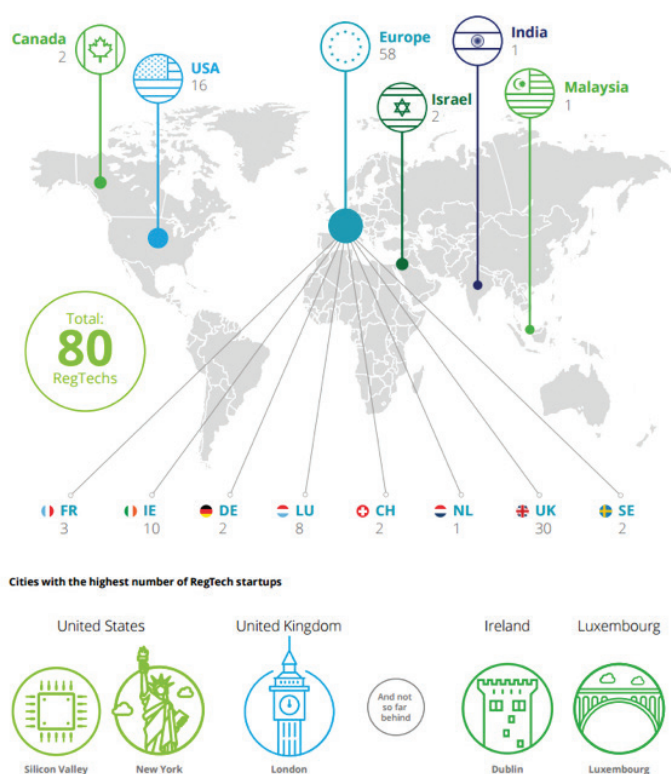 Canada
2
USA
16
Europe
58
Israel
2
India
1
Malaysia
1
Total:
80
RegTechs
FR
3
IE
10
DE
2
LU
8
CH
2
NL
1
UK
30
SE
2
Cities with the highest number of RegTech startups
United States
United Kingdom
Ireland
Luxembourg
And not
so far
behind
Silicon Valley
New York
London
Dublin
Luxembourg